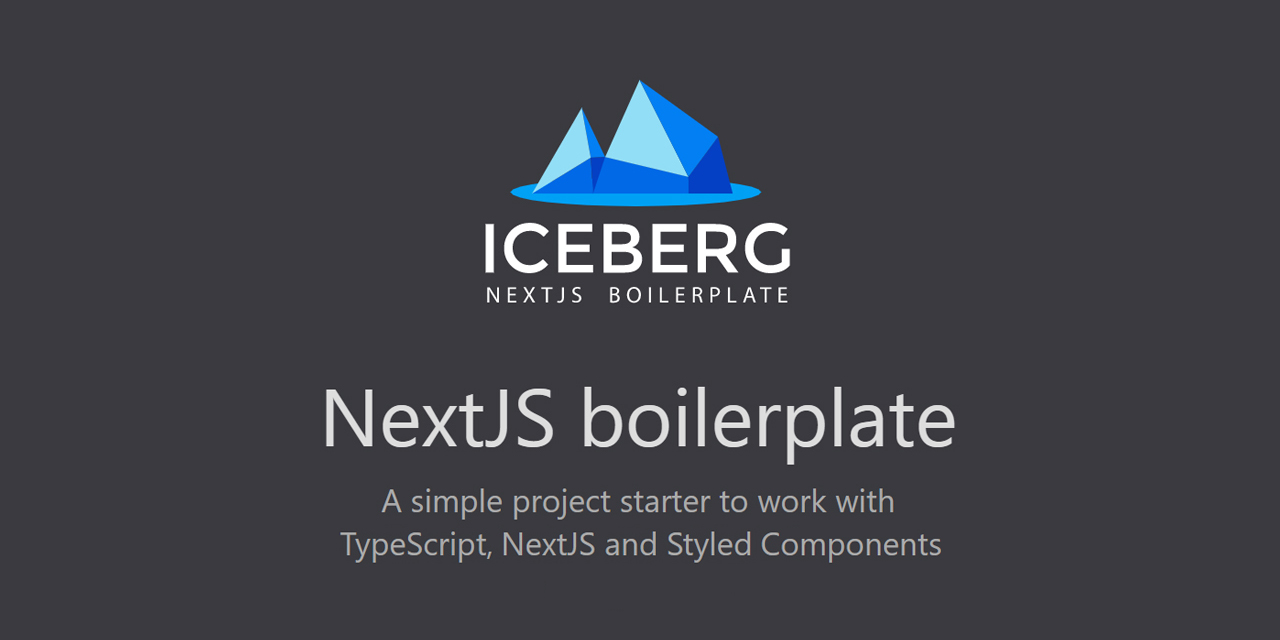 ICEBERG
NEXTJS BOILERPLATE
NextJS boilerplate
A simple project starter to work with
TypeScript, NextJS and Styled Components